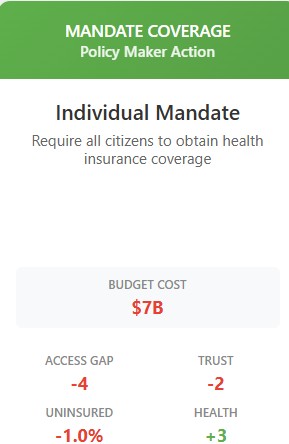 MANDATE COVERAGE
Policy Maker Action
Individual Mandate
Require all citizens to obtain health
insurance coverage
BUDGET COST
$7B
ACCESS GAP TRUST
-4 -2
UNINSURED HEALTH
-1.0% +3